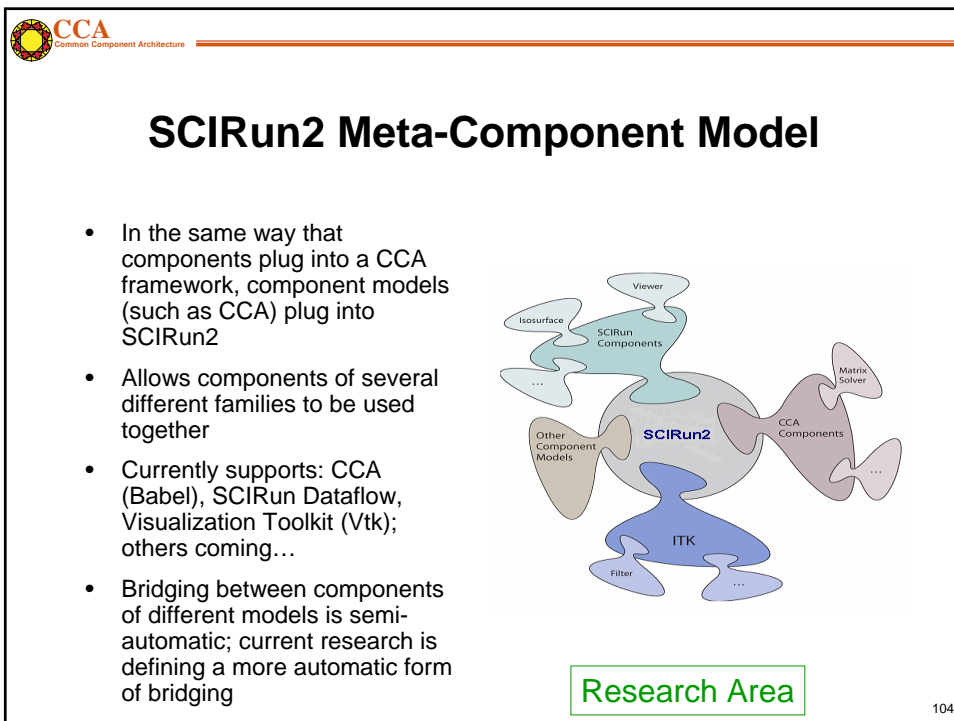 CCA
Common Component Architecture
SCIRun2 Meta-Component Model
• In the same way that
components plug into a CCA
framework, component models
(such as CCA) plug into
SCIRun2
• Allows components of several
different families to be used
together
• Currently supports: CCA
(Babel), SCIRun Dataflow,
Visualization Toolkit (Vtk);
others coming…
• Bridging between components
of different models is semi-
automatic; current research is
defining a more automatic form
of bridging
Viewer
Isosurface
SCIRun
Components
…
Matrix
Solver
CCA
Components
…
SCIRun2
Other
Component
Models
ITK
Filter
…
Research Area
104